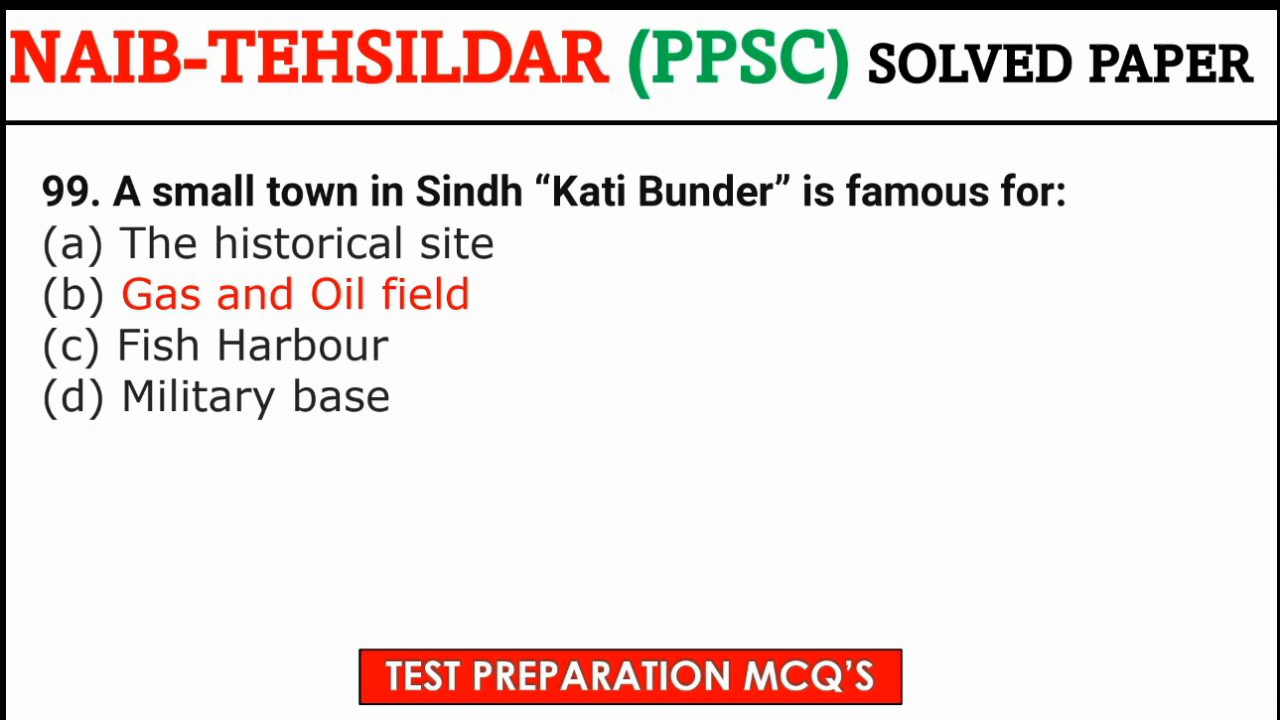 NAIB-TEHSILDAR (PPSC) SOLVED PAPER
99. A small town in Sindh “Kati Bunder” is famous for:
(a) The historical site
(b) Gas and Oil field
(c) Fish Harbour
(d) Military base
TEST PREPARATION MCQ’S